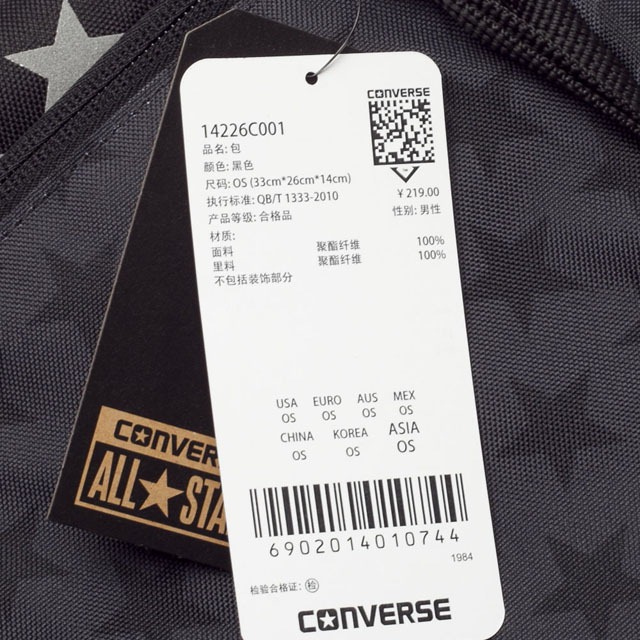 CONVERSE
14226C001
品名: 包
颜色: 黑色
尺码: OS (33cm*26cm*14cm)
执行标准: QB/T 1333-2010
¥ 219.00
产品等级: 合格品
性别: 男性
材质:
面料 聚酯纤维 100%
里料 聚酯纤维 100%
不包括装饰部分
USA EURO AUS MEX
OS OS OS OS
CHINA KOREA ASIA
OS OS OS
6902014010744
1984
检验合格证: 检
CONVERSE
CONVER
ALL STA